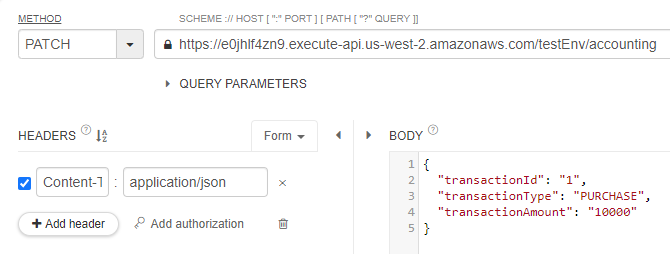 METHOD
SCHEME :// HOST [ ":" PORT ] [ PATH [ "?" QUERY ]]
PATCH
https://e0jhlf4zn9.execute-api.us-west-2.amazonaws.com/testEnv/accounting
QUERY PARAMETERS
HEADERS ? A Z
Form
BODY ?
Content-T : application/json ×
+ Add header
Add authorization
1 {
2 "transactionId": "1",
3 "transactionType": "PURCHASE",
4 "transactionAmount": "10000"
5 }